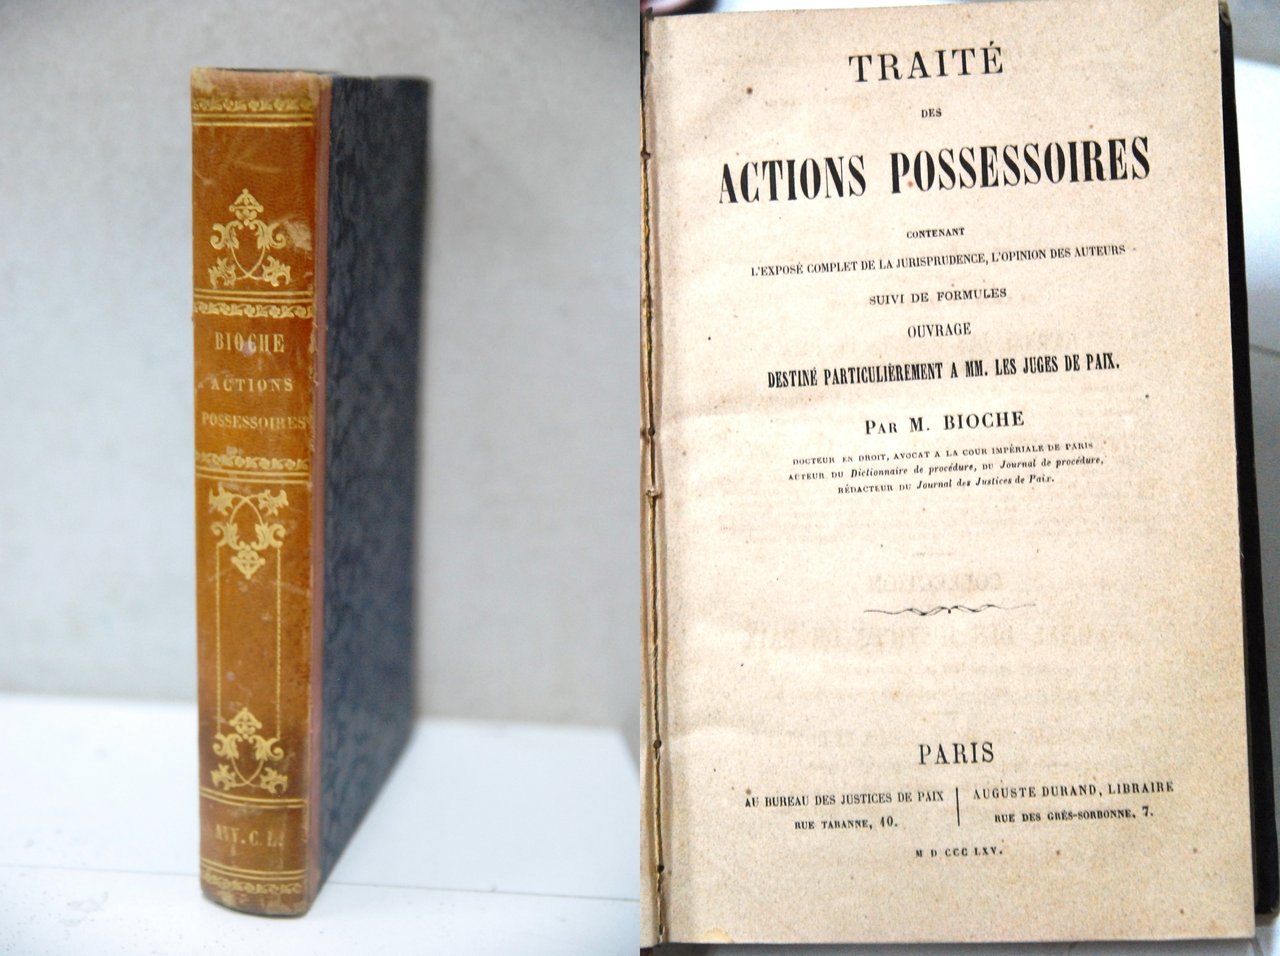 BIOCHE
ACTIONS
POSSESSOIRES
AVV. C. L.
TRAITÉ
DES
ACTIONS POSSESSOIRES
CONTENANT
L'EXPOSÉ COMPLET DE LA JURISPRUDENCE, L'OPINION DES AUTEURS
SUIVI DE FORMULES
OUVRAGE
DESTINÉ PARTICULIÈREMENT A MM. LES JUGES DE PAIX.
PAR M. BIOCHE
DOCTEUR EN DROIT, AVOCAT A LA COUR IMPÉRIALE DE PARIS
AUTEUR DU Dictionnaire de procédure, DU Journal de procédure,
RÉDACTEUR DU Journal des Justices de Paix.
PARIS
AU BUREAU DES JUSTICES DE PAIX
RUE TARANNE, 10.
AUGUSTE DURAND, LIBRAIRE
RUE DES GRÈS-SORBONNE, 7.
M D CCC LXV.